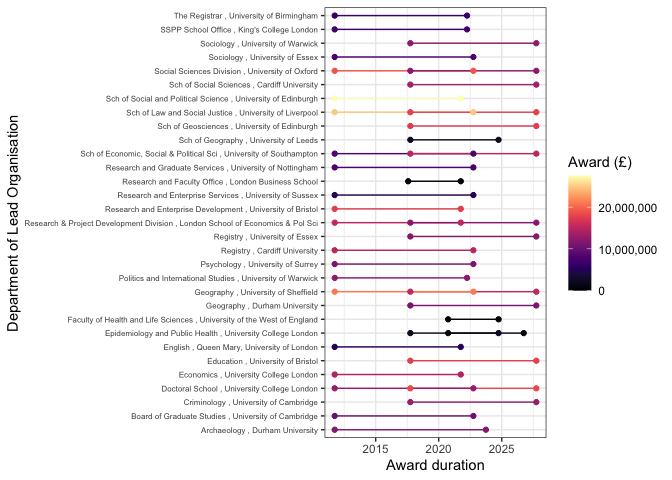 The Registrar , University of Birmingham
SSPP School Office , King's College London
Sociology , University of Warwick
Sociology , University of Essex
Social Sciences Division , University of Oxford
Sch of Social Sciences , Cardiff University
Sch of Social and Political Science , University of Edinburgh
Sch of Law and Social Justice , University of Liverpool
Sch of Geosciences , University of Edinburgh
Sch of Geography , University of Leeds
Sch of Economic, Social & Political Sci , University of Southampton
Research and Graduate Services , University of Nottingham
Research and Faculty Office , London Business School
Research and Enterprise Services , University of Sussex
Research and Enterprise Development , University of Bristol
Research & Project Development Division , London School of Economics & Pol Sci
Registry , University of Essex
Registry , Cardiff University
Psychology , University of Surrey
Politics and International Studies , University of Warwick
Geography , University of Sheffield
Geography , Durham University
Faculty of Health and Life Sciences , University of the West of England
Epidemiology and Public Health , University College London
English , Queen Mary, University of London
Education , University of Bristol
Economics , University College London
Doctoral School , University College London
Criminology , University of Cambridge
Board of Graduate Studies , University of Cambridge
Archaeology , Durham University
Department of Lead Organisation
2015
2020
2025
Award duration
Award (£)
20,000,000
10,000,000
0